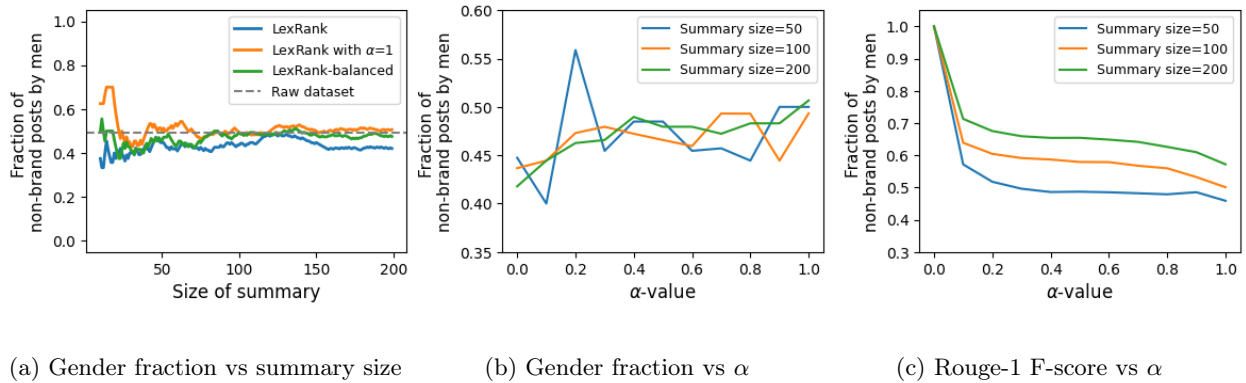 Fraction of
non-brand posts by men
1.0
0.8
0.6
0.4
0.2
0.0
LexRank
LexRank with α=1
LexRank-balanced
Raw dataset
50
100
150
200
Size of summary
Fraction of
non-brand posts by men
0.60
0.55
0.50
0.45
0.40
0.35
Summary size=50
Summary size=100
Summary size=200
0.0
0.2
0.4
0.6
0.8
1.0
α-value
Fraction of
non-brand posts by men
1.0
0.9
0.8
0.7
0.6
0.5
0.4
0.3
Summary size=50
Summary size=100
Summary size=200
0.0
0.2
0.4
0.6
0.8
1.0
α-value
(a) Gender fraction vs summary size
(b) Gender fraction vs α
(c) Rouge-1 F-score vs α